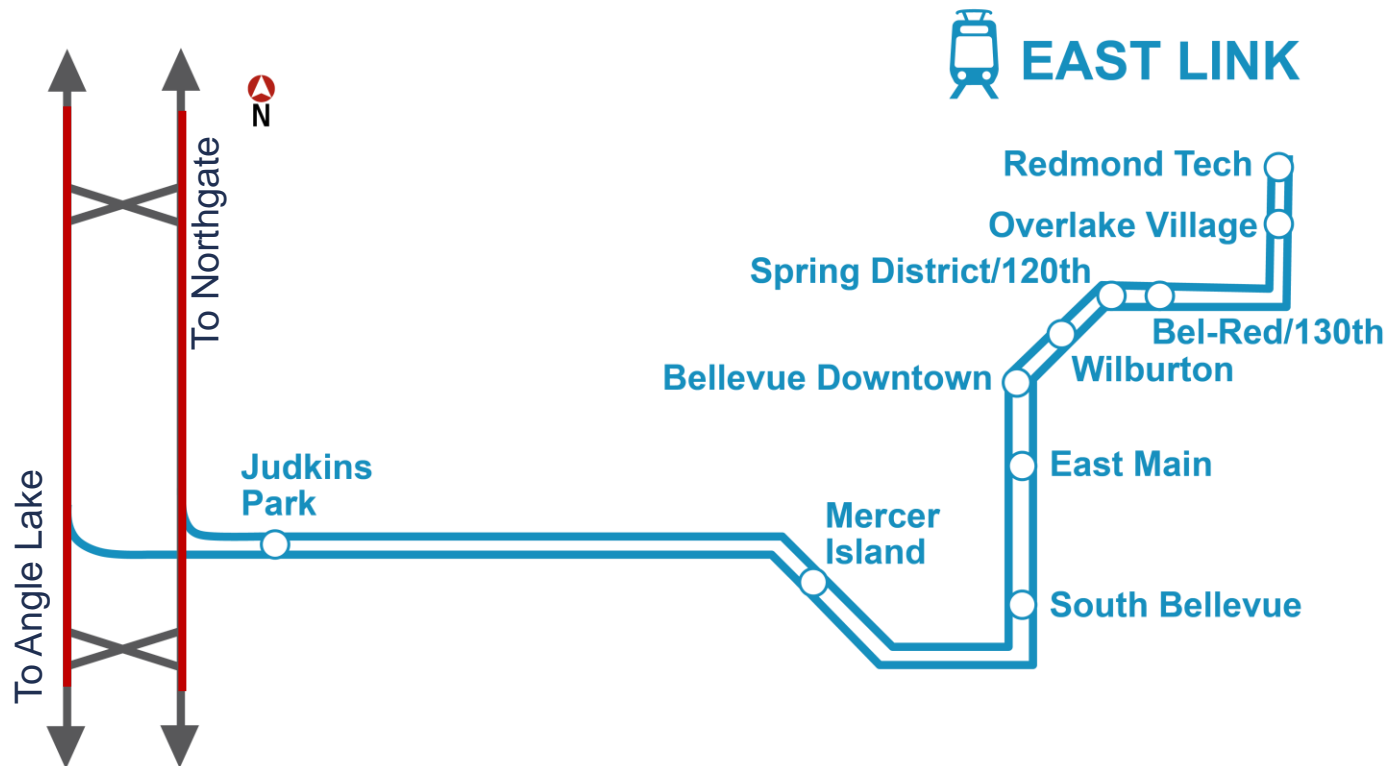 EAST LINK
N
To Northgate
To Angle Lake
Redmond Tech
Overlake Village
Spring District/120th
Bel-Red/130th
Wilburton
Bellevue Downtown
East Main
Judkins
Park
Mercer
Island
South Bellevue